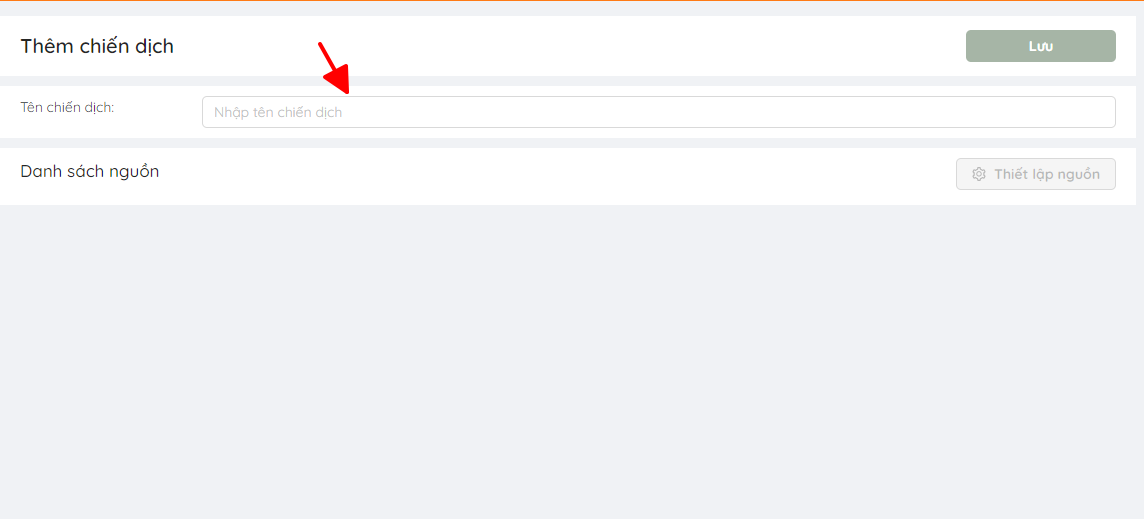 Thêm chiến dịch
Lưu
Tên chiến dịch:
Nhập tên chiến dịch
Danh sách nguồn
Thiết lập nguồn